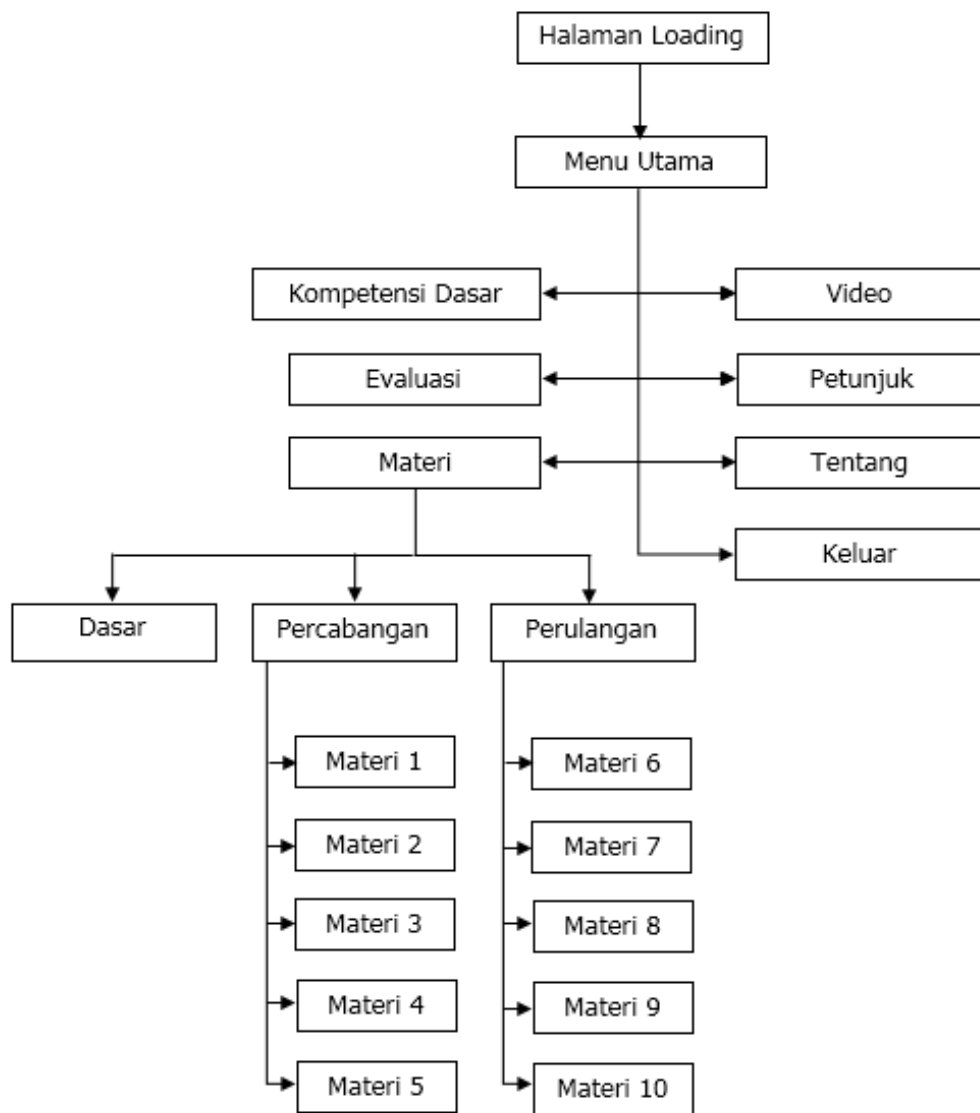 Halaman Loading
Menu Utama
Kompetensi Dasar
Video
Evaluasi
Petunjuk
Materi
Tentang
Keluar
Dasar
Percabangan
Perulangan
Materi 1
Materi 6
Materi 2
Materi 7
Materi 3
Materi 8
Materi 4
Materi 9
Materi 5
Materi 10